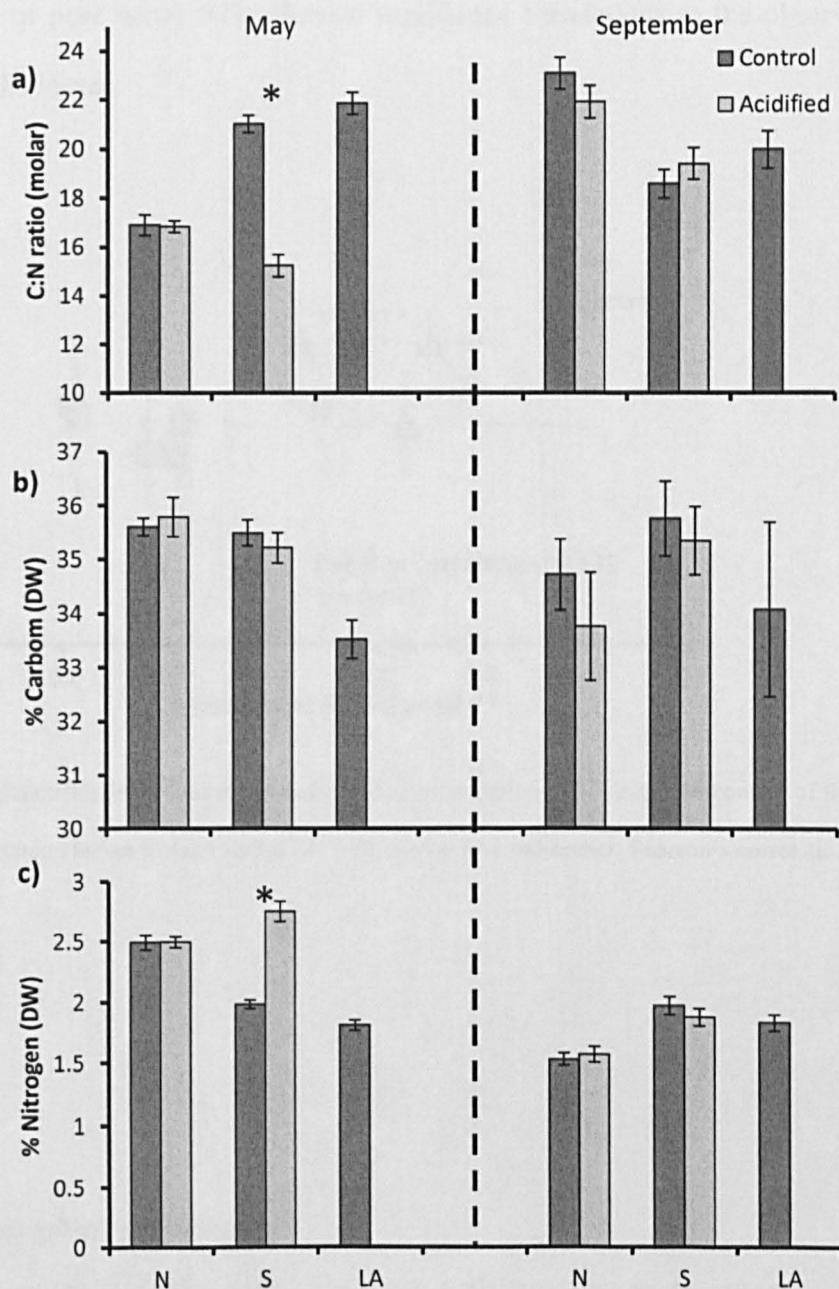 May
September
a)
Control
Acidified
*
C:N ratio (molar)
24
22
20
18
16
14
12
10
b)
% Carbom (DW)
37
36
35
34
33
32
31
30
c)
*
% Nitrogen (DW)
3
2.5
2
1.5
1
0.5
0
N S LA N S LA